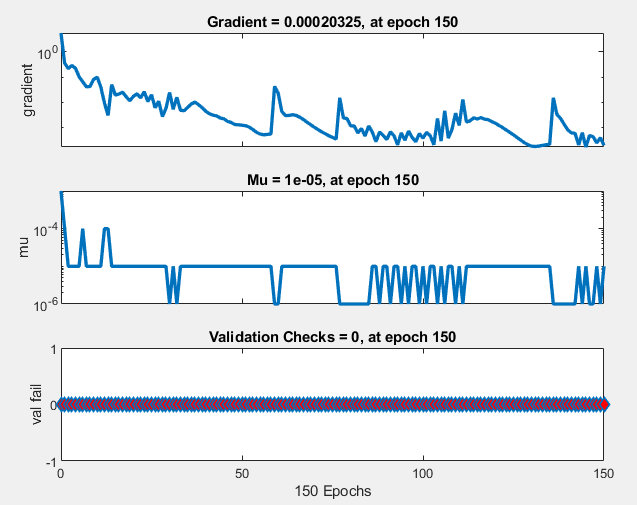 Gradient = 0.00020325, at epoch 150
10^0
gradient
Mu = 1e-05, at epoch 150
10^-4
mu
10^-6
Validation Checks = 0, at epoch 150
1
val fail
0
-1
0 50 100 150
150 Epochs